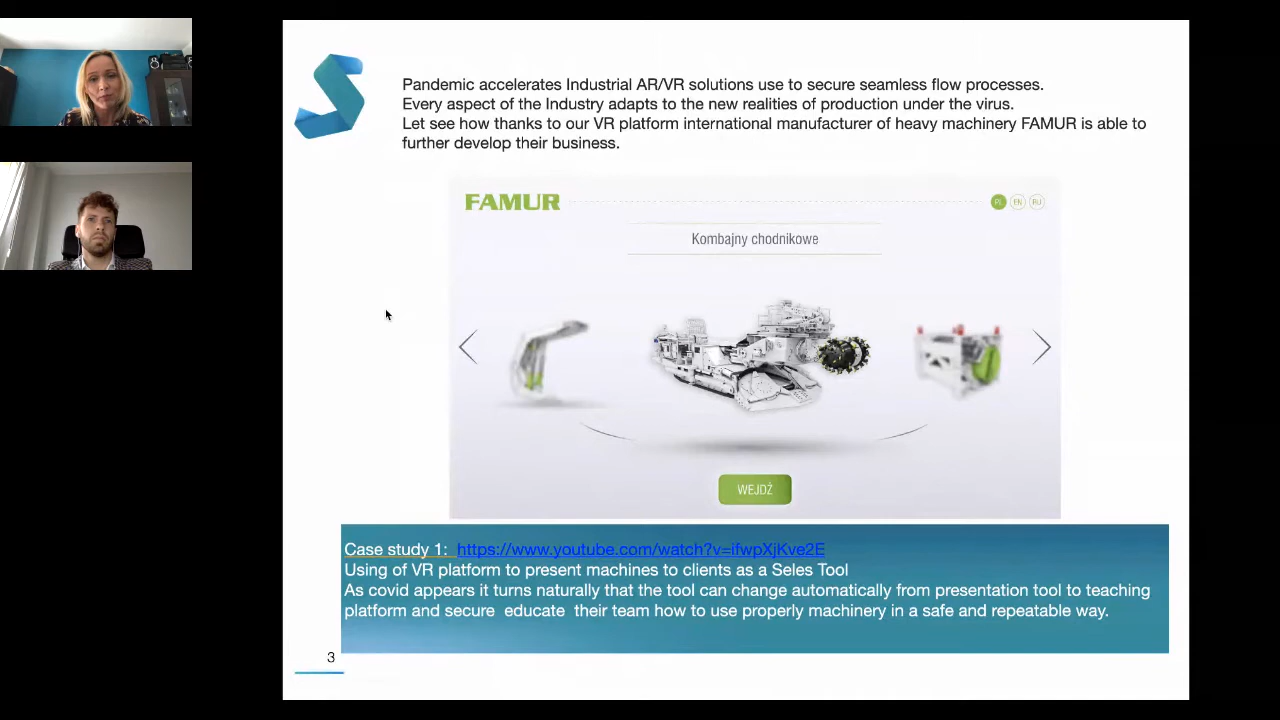 Pandemic accelerates Industrial AR/VR solutions use to secure seamless flow processes.
Every aspect of the Industry adapts to the new realities of production under the virus.
Let see how thanks to our VR platform international manufacturer of heavy machinery FAMUR is able to
further develop their business.
FAMUR
PL EN RU
Kombajny chodnikowe
WEJDŹ
Case study 1: https://www.youtube.com/watch?v=ifwpXjKve2E
Using of VR platform to present machines to clients as a Seles Tool
As covid appears it turns naturally that the tool can change automatically from presentation tool to teaching
platform and secure educate their team how to use properly machinery in a safe and repeatable way.
3